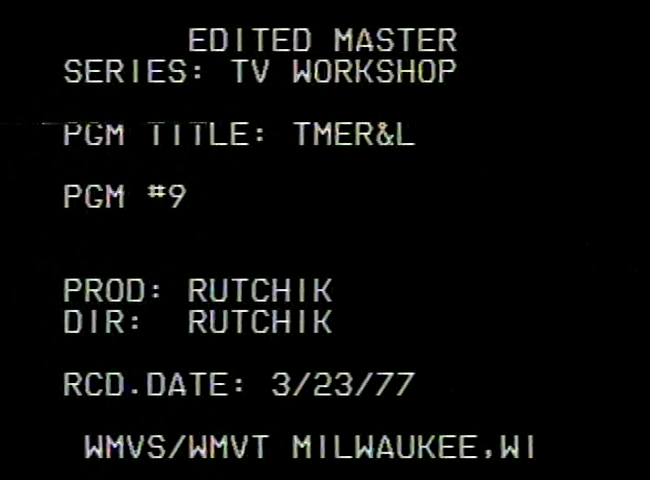 EDITED MASTER
SERIES: TV WORKSHOP
PGM TITLE: TMER&L
PGM #9
PROD: RUTCHIK
DIR: RUTCHIK
RCD.DATE: 3/23/77
WMVS/WMVT MILWAUKEE,WI